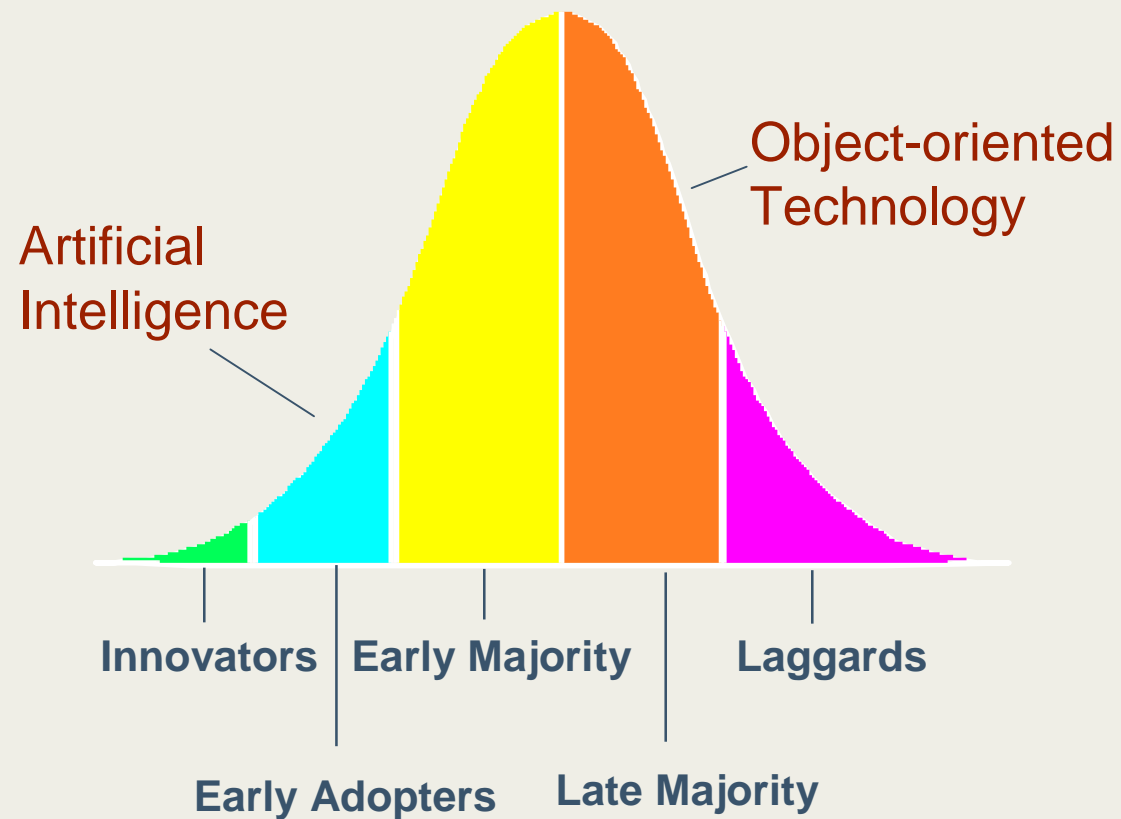 Object-oriented
Technology
Artificial
Intelligence
Innovators
Early Majority
Laggards
Early Adopters
Late Majority